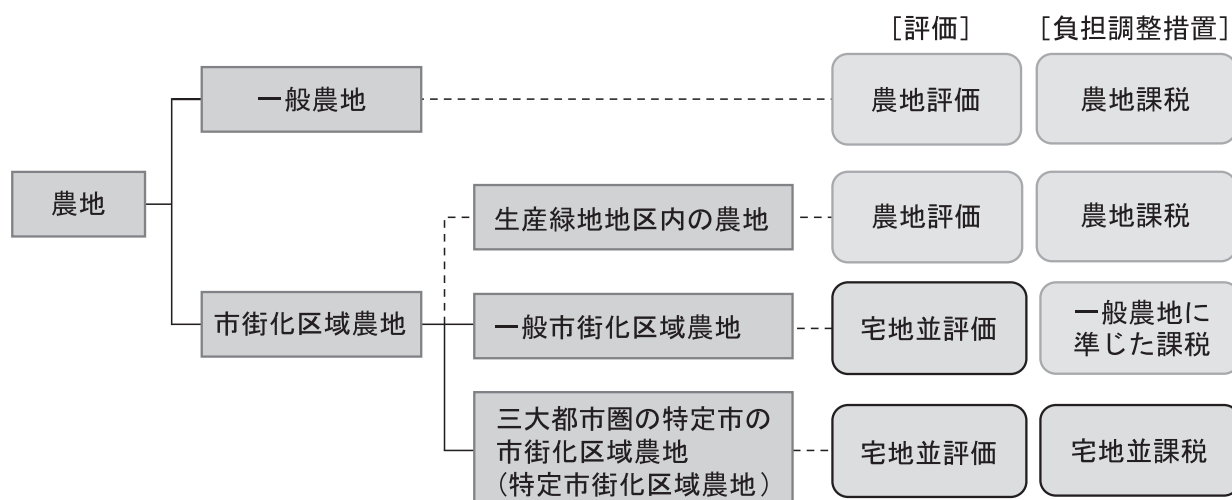 [評価] [負担調整措置]
一般農地
農地評価
農地課税
農地
生産緑地地区内の農地
農地評価
農地課税
市街化区域農地
一般市街化区域農地
宅地並評価
一般農地に
準じた課税
三大都市圏の特定市の
市街化区域農地
(特定市街化区域農地)
宅地並評価
宅地並課税